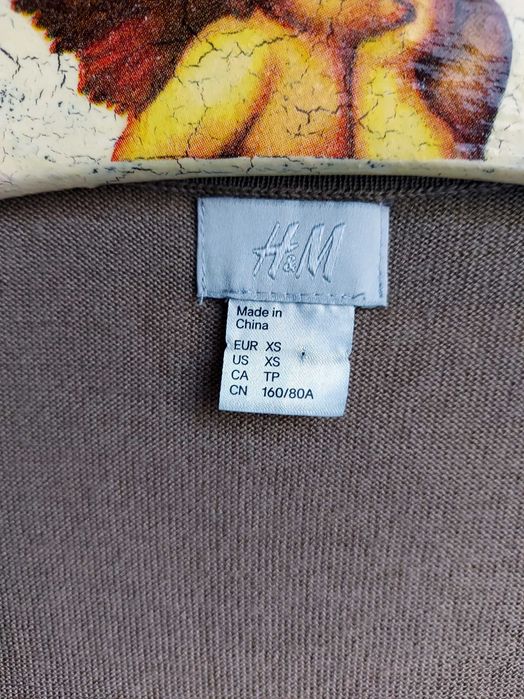 H&M
Made in
China
EUR XS
US XS
CA TP
CN 160/80A